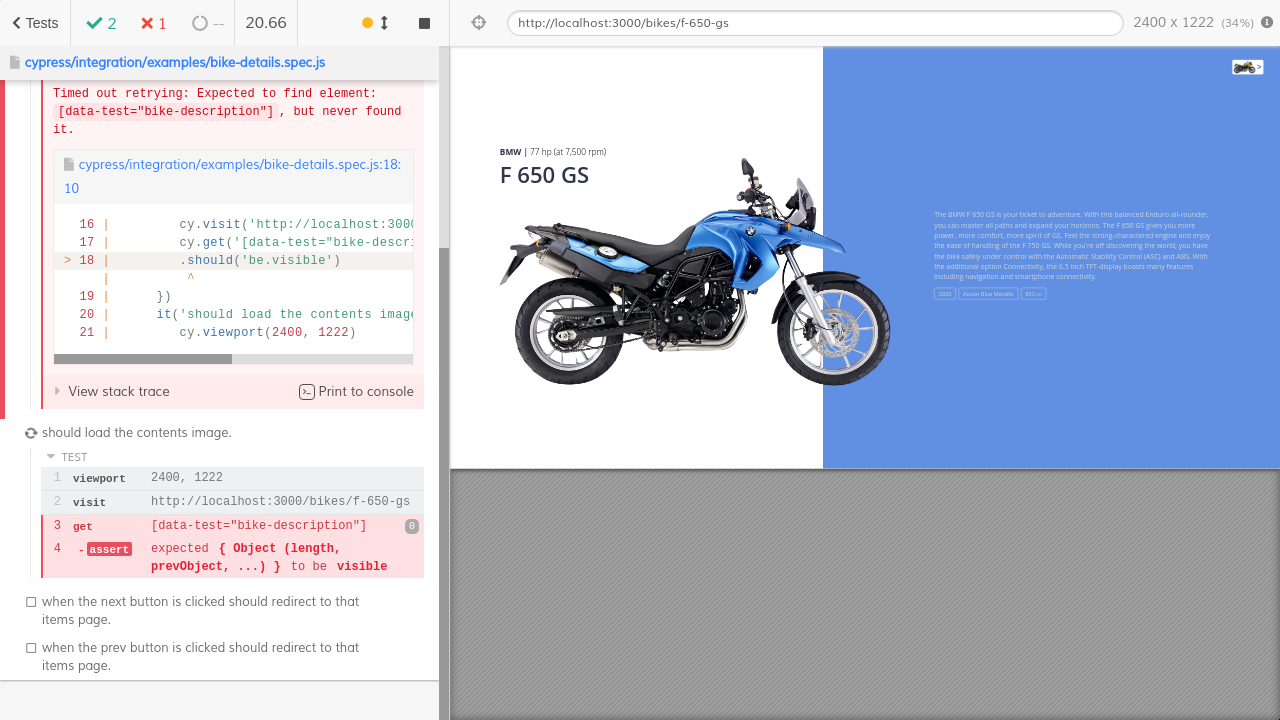 Tests
2
1
--
20.66
http://localhost:3000/bikes/f-650-gs
2400 x 1222 (34%)
cypress/integration/examples/bike-details.spec.js
Timed out retrying: Expected to find element:
[data-test="bike-description"], but never found
it.
cypress/integration/examples/bike-details.spec.js:18:
10
16 | cy.visit('http://localhost:3000
17 | cy.get('[data-test="bike-descri
> 18 | .should('be.visible')
| ^
19 | })
20 | it('should load the contents image
21 | cy.viewport(2400, 1222)
View stack trace
Print to console
should load the contents image.
TEST
1 viewport 2400, 1222
2 visit http://localhost:3000/bikes/f-650-gs
3 get [data-test="bike-description"] 0
4 -assert expected { Object (length,
prevObject, ...) } to be visible
when the next button is clicked should redirect to that
items page.
when the prev button is clicked should redirect to that
items page.
>
BMW | 77 hp (at 7,500 rpm)
F 650 GS
The BMW F 650 GS is your ticket to adventure. With this balanced Enduro all-rounder,
you can master all paths and expand your horizons. The F 650 GS gives you more
power, more comfort, more spirit of GS. Feel the strong-charactered engine and enjoy
the ease of handling of the F 750 GS. While you're off discovering the world, you have
the bike safely under control with the Automatic Stability Control (ASC) and ABS. With
the additional option Connectivity, the 6.5 inch TFT-display boasts many features
including navigation and smartphone connectivity.
2020
Austin Blue Metallic
853 cc